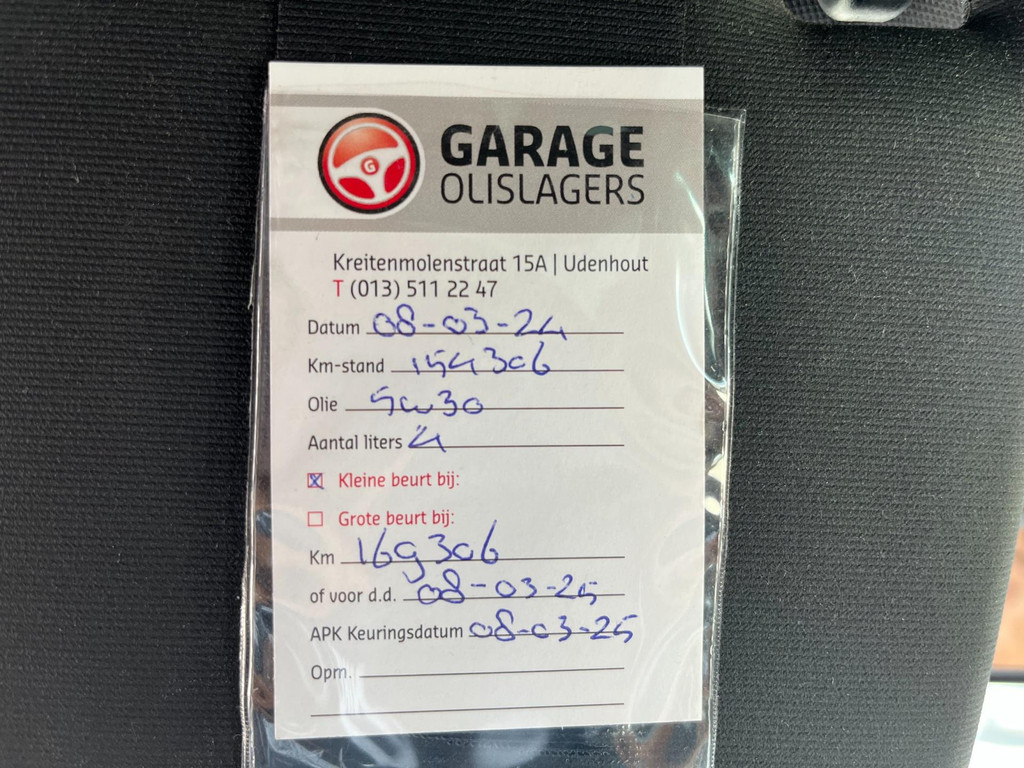 G
GARAGE
OLISLAGERS
Kreitenmolenstraat 15A | Udenhout
T (013) 511 22 47
Datum 08-03-24
Km-stand 154306
Olie 5w30
Aantal liters 4
☒ Kleine beurt bij:
☐ Grote beurt bij:
Km 169306
of voor d.d. 08-03-25
APK Keuringsdatum 08-03-25
Opm.